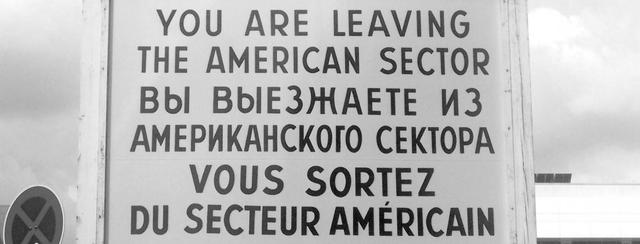 YOU ARE LEAVING
THE AMERICAN SECTOR
ВЫ ВЫЕЗЖАЕТЕ ИЗ
АМЕРИКАНСКОГО СЕКТОРА
VOUS SORTEZ
DU SECTEUR AMÉRICAIN